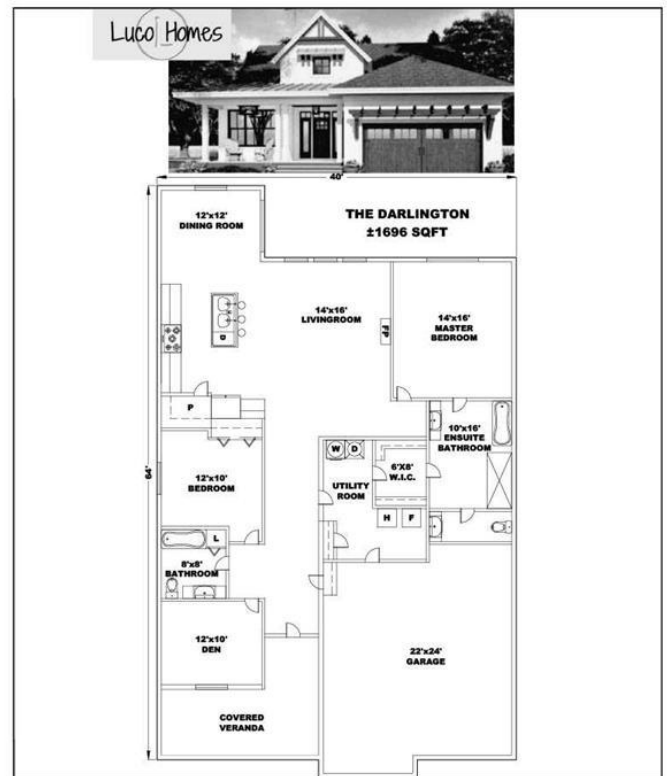 Luco Homes
40'
12'x12'
DINING ROOM
THE DARLINGTON
±1696 SQFT
14'x16'
LIVINGROOM
FP
14'x16'
MASTER
BEDROOM
P
64'
12'x10'
BEDROOM
W D
UTILITY
ROOM
6'X8'
W.I.C.
10'x16'
ENSUITE
BATHROOM
H F
L
8'x8'
BATHROOM
12'x10'
DEN
22'x24'
GARAGE
COVERED
VERANDA